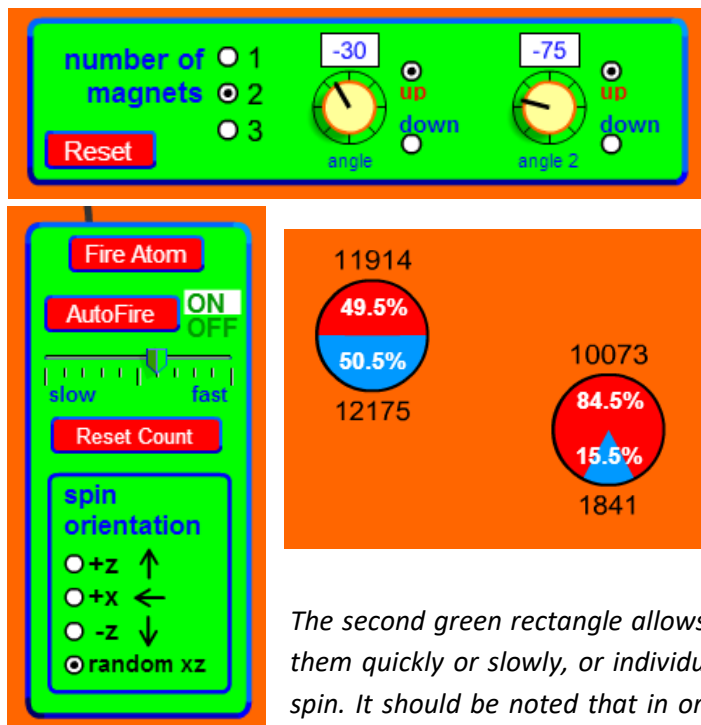 number of
magnets
1
2
3
Reset
-30
up
down
angle
-75
up
down
angle 2
Fire Atom
AutoFire
ON
OFF
slow
fast
Reset Count
spin
orientation
+z ↑
+x ←
-z ↓
random xz
11914
49.5%
50.5%
12175
10073
84.5%
15.5%
1841
The second green rectangle allows
them quickly or slowly, or individu
spin. It should be noted that in or